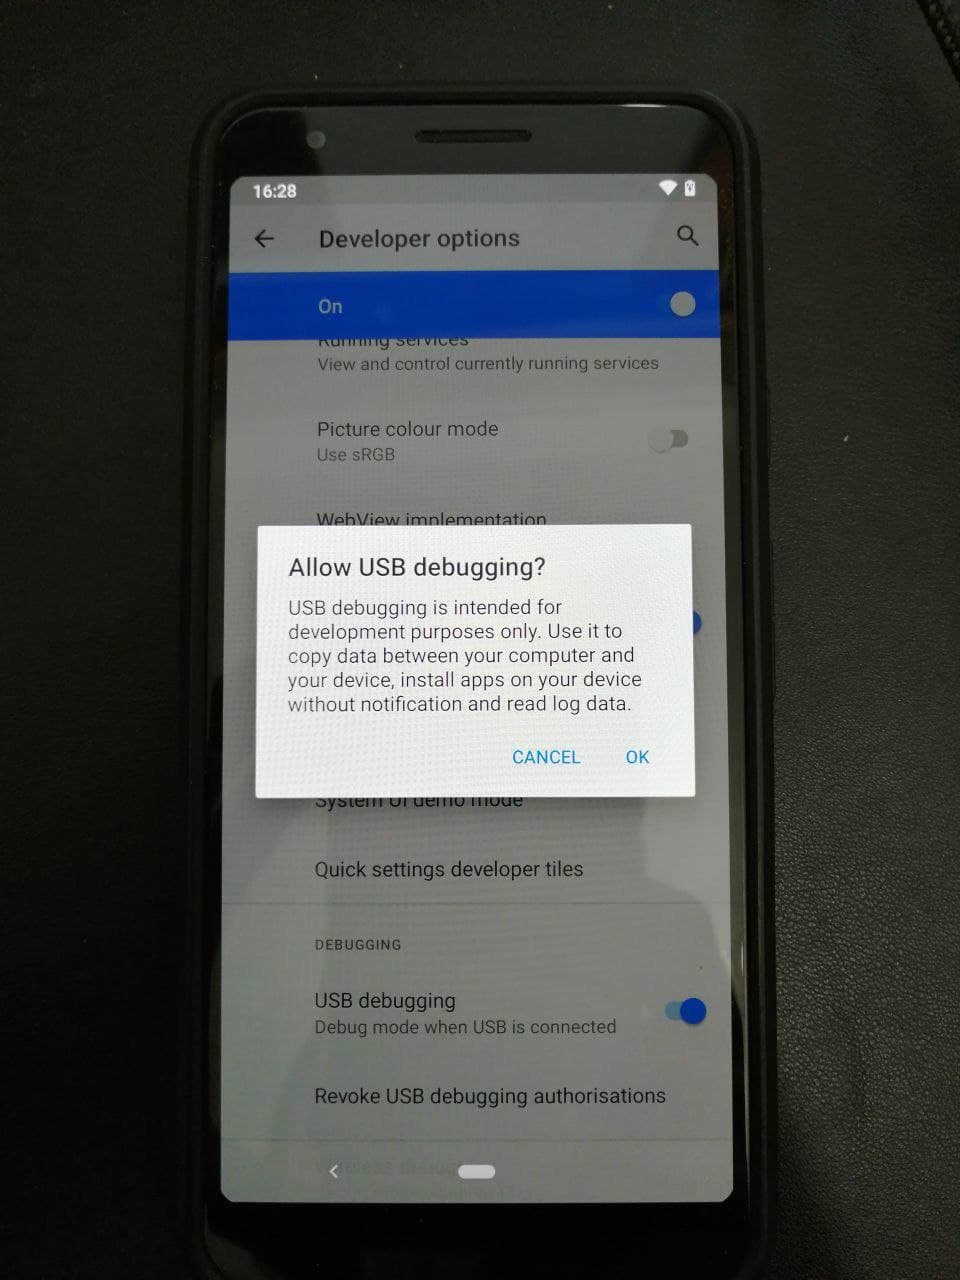 16:28
Developer options
On
Running services
View and control currently running services
Picture colour mode
Use sRGB
WebView implementation
Allow USB debugging?
USB debugging is intended for
development purposes only. Use it to
copy data between your computer and
your device, install apps on your device
without notification and read log data.
CANCEL OK
System UI demo mode
Quick settings developer tiles
DEBUGGING
USB debugging
Debug mode when USB is connected
Revoke USB debugging authorisations